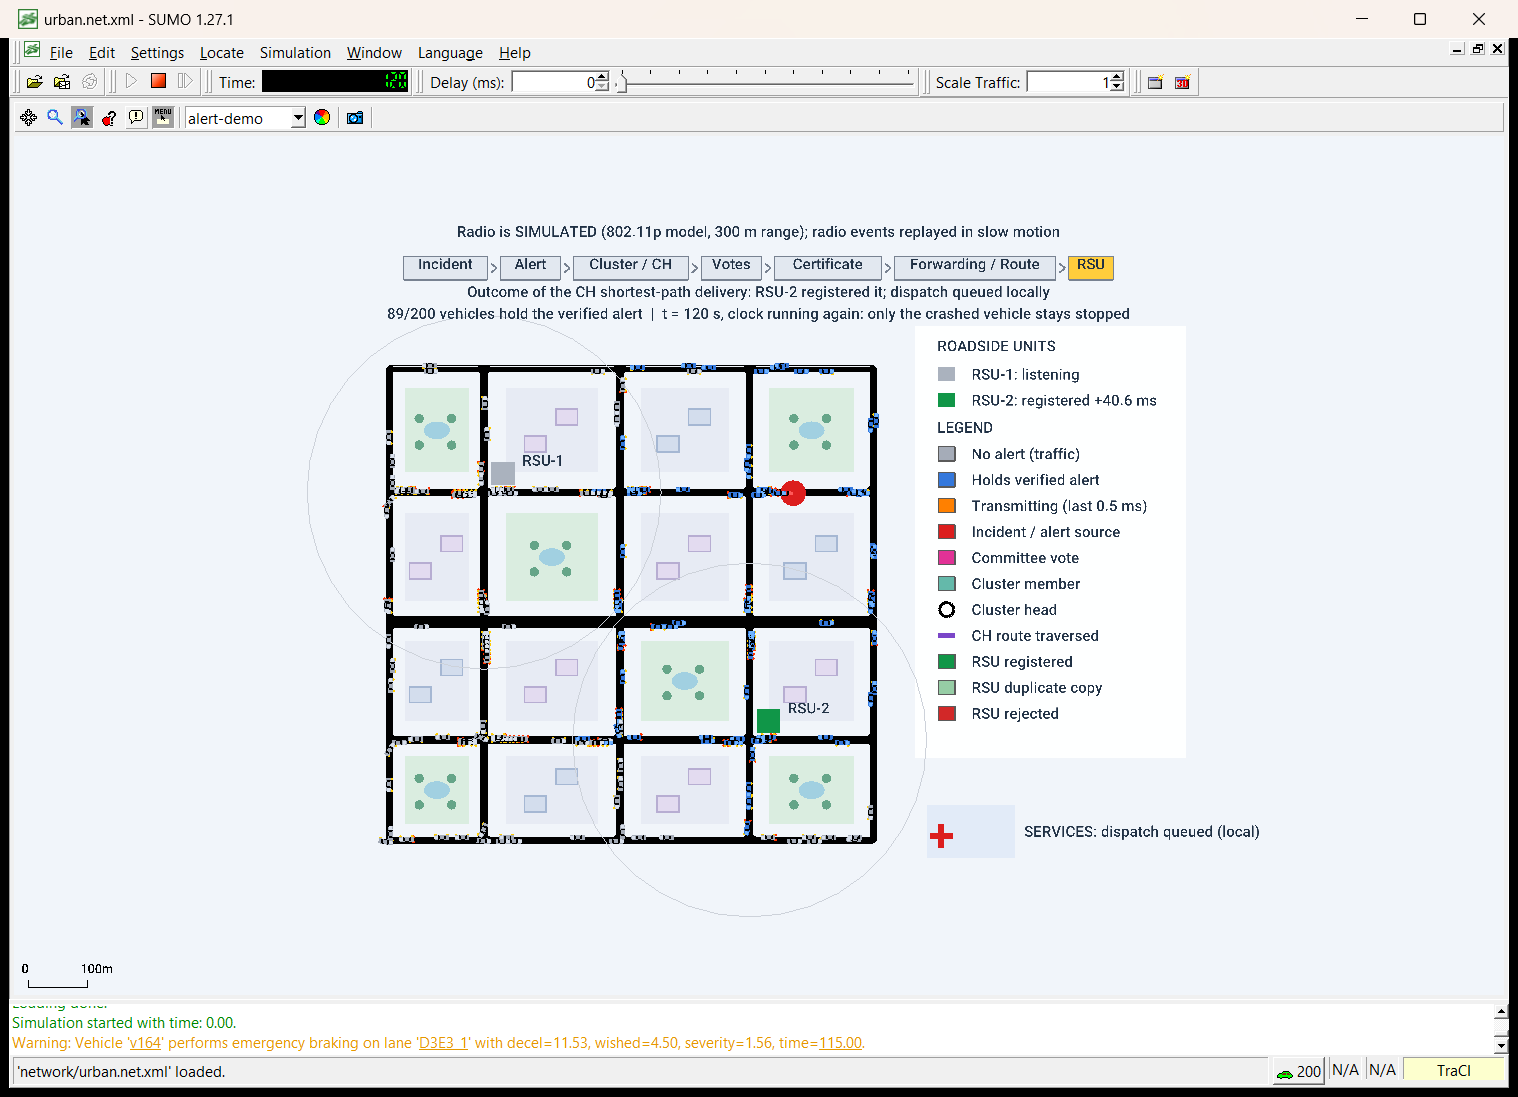 urban.net.xml - SUMO 1.27.1
File Edit Settings Locate Simulation Window Language Help
Time: 120 Delay (ms): 0 Scale Traffic: 1
MENU alert-demo
Radio is SIMULATED (802.11p model, 300 m range); radio events replayed in slow motion
Incident > Alert > Cluster / CH > Votes > Certificate > Forwarding / Route > RSU
Outcome of the CH shortest-path delivery: RSU-2 registered it; dispatch queued locally
89/200 vehicles hold the verified alert | t = 120 s, clock running again: only the crashed vehicle stays stopped
ROADSIDE UNITS
RSU-1: listening
RSU-2: registered +40.6 ms
LEGEND
No alert (traffic)
Holds verified alert
Transmitting (last 0.5 ms)
Incident / alert source
Committee vote
Cluster member
Cluster head
CH route traversed
RSU registered
RSU duplicate copy
RSU rejected
RSU-1
RSU-2
SERVICES: dispatch queued (local)
0 100m
Loading done.
Simulation started with time: 0.00.
Warning: Vehicle 'v164' performs emergency braking on lane 'D3E3_1' with decel=11.53, wished=4.50, severity=1.56, time=115.00.
'network/urban.net.xml' loaded.
200 N/A N/A TraCI